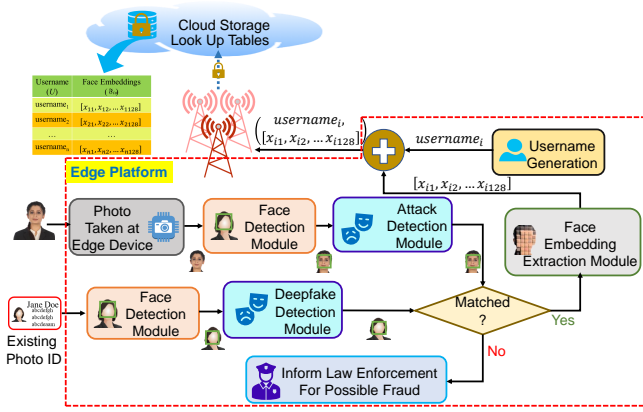 Cloud Storage
Look Up Tables
Username
(U)
Face Embeddings
username₁
[x₁₁, x₁₂, … x₁₁₂₈]
username₂
[x₂₁, x₂₂, … x₂₁₂₈]
…
…
usernameₙ
[xₙ₁, xₙ₂, … xₙ₁₂₈]
(usernameᵢ,
[xᵢ₁, xᵢ₂, … xᵢ₁₂₈])
usernameᵢ
Username
Generation
[xᵢ₁, xᵢ₂, … xᵢ₁₂₈]
Edge Platform
Photo
Taken at
Edge Device
Face
Detection
Module
Attack
Detection
Module
Face
Embedding
Extraction Module
Jane Doe
abcdefgh
abcdefgh
Existing
Photo ID
Face
Detection
Module
Deepfake
Detection
Module
Matched
?
Yes
No
Inform Law Enforcement
For Possible Fraud